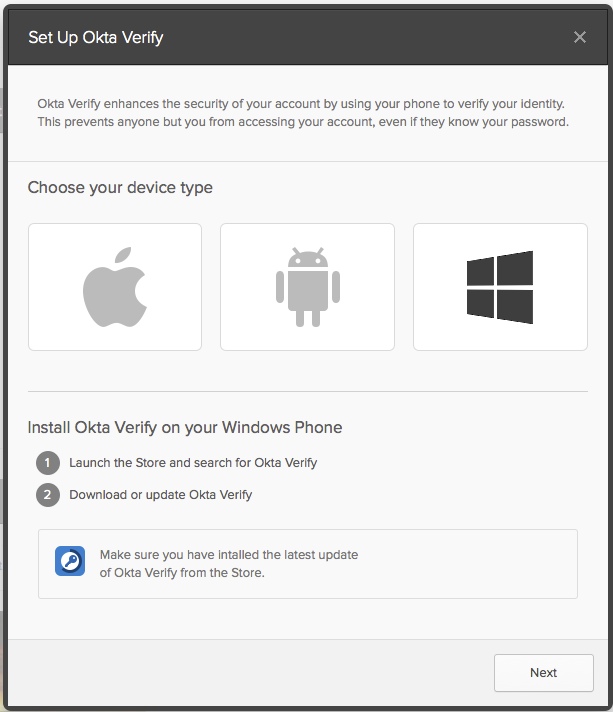 Set Up Okta Verify
Okta Verify enhances the security of your account by using your phone to verify your identity.
This prevents anyone but you from accessing your account, even if they know your password.
Choose your device type
Install Okta Verify on your Windows Phone
1 Launch the Store and search for Okta Verify
2 Download or update Okta Verify
Make sure you have intalled the latest update
of Okta Verify from the Store.
Next